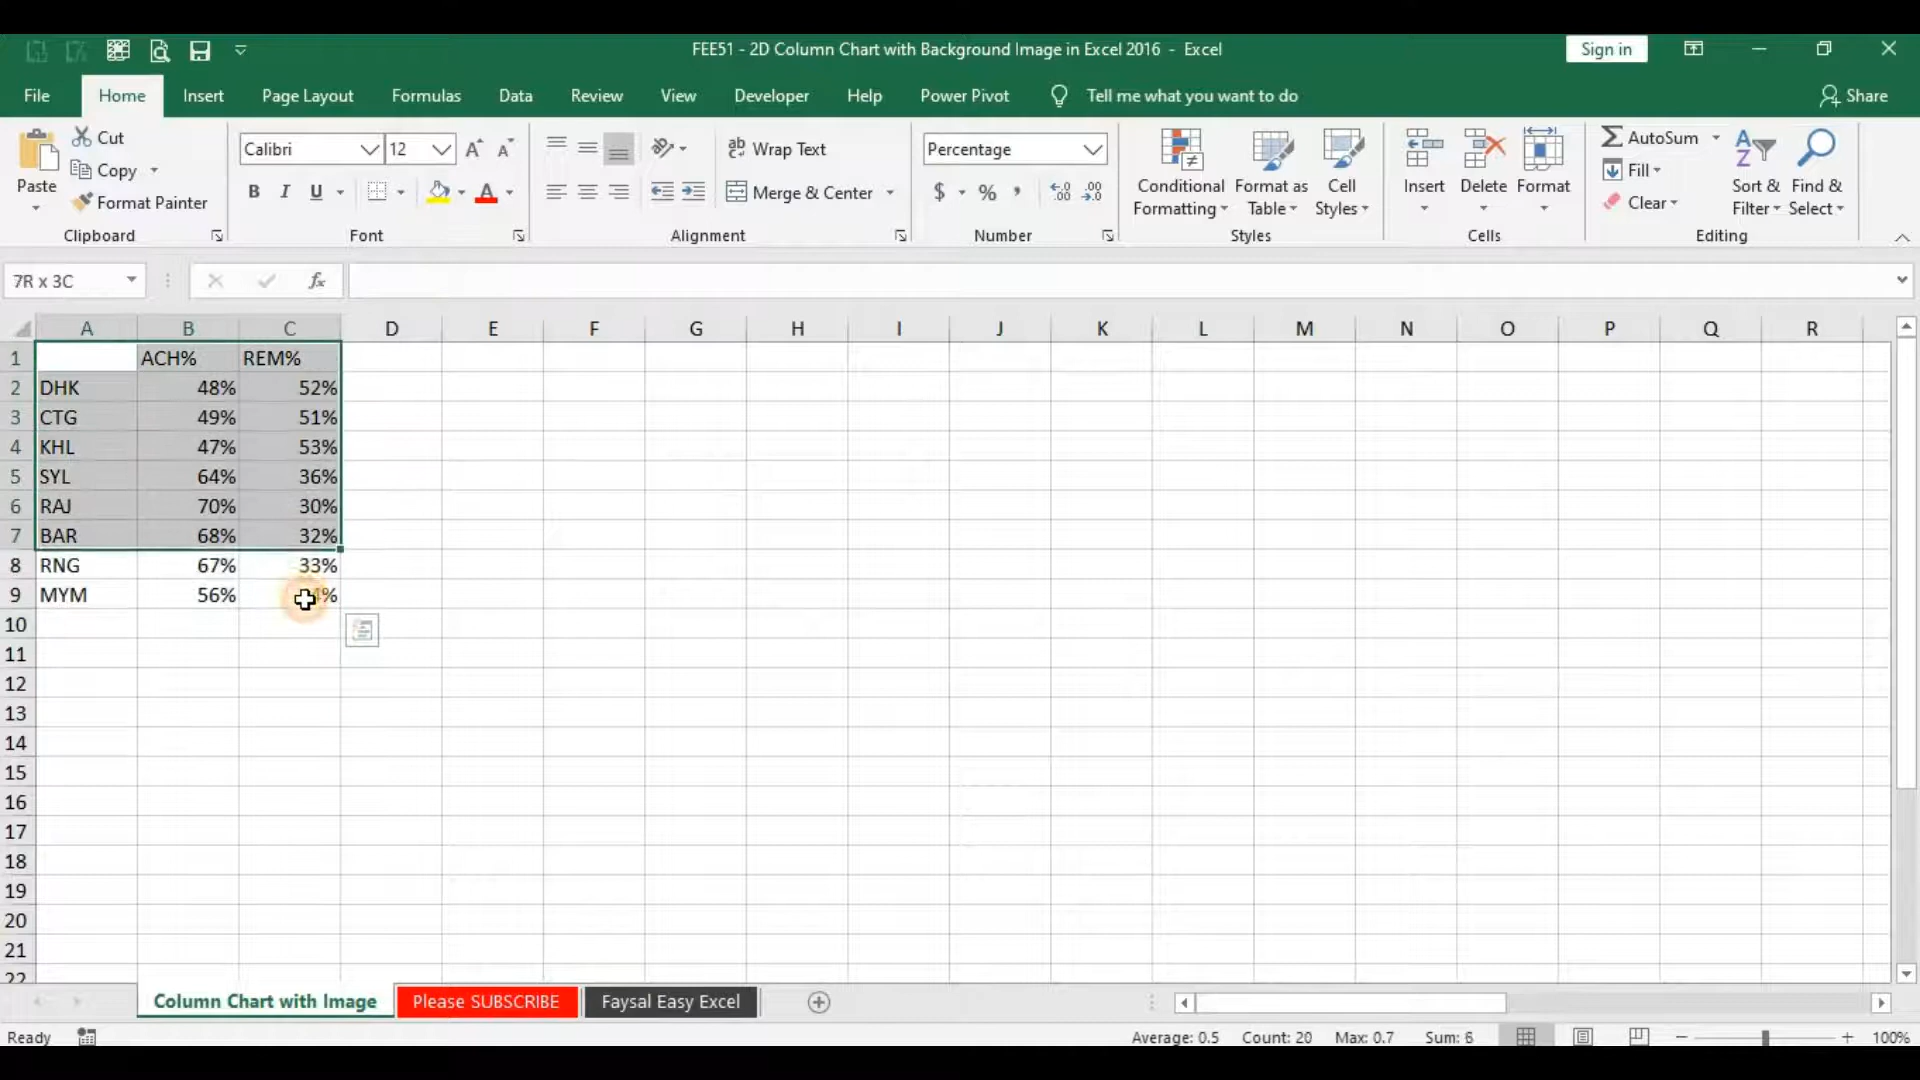 FEE51 - 2D Column Chart with Background Image in Excel 2016 - Excel
Sign in
File Home Insert Page Layout Formulas Data Review View Developer Help Power Pivot Tell me what you want to do Share
Paste
Cut
Copy
Format Painter
Clipboard
Calibri 12
B I U
Font
Wrap Text
Merge & Center
Alignment
Percentage
$ % ,
Number
Conditional Formatting
Format as Table
Cell Styles
Styles
Insert Delete Format
Cells
AutoSum
Fill
Clear
Sort & Filter
Find & Select
Editing
7R x 3C
fx
A B C D E F G H I J K L M N O P Q R
1 ACH% REM%
2 DHK 48% 52%
3 CTG 49% 51%
4 KHL 47% 53%
5 SYL 64% 36%
6 RAJ 70% 30%
7 BAR 68% 32%
8 RNG 67% 33%
9 MYM 56%
10
11
12
13
14
15
16
17
18
19
20
21
22
Column Chart with Image Please SUBSCRIBE Faysal Easy Excel
Ready Average: 0.5 Count: 20 Max: 0.7 Sum: 6 100%